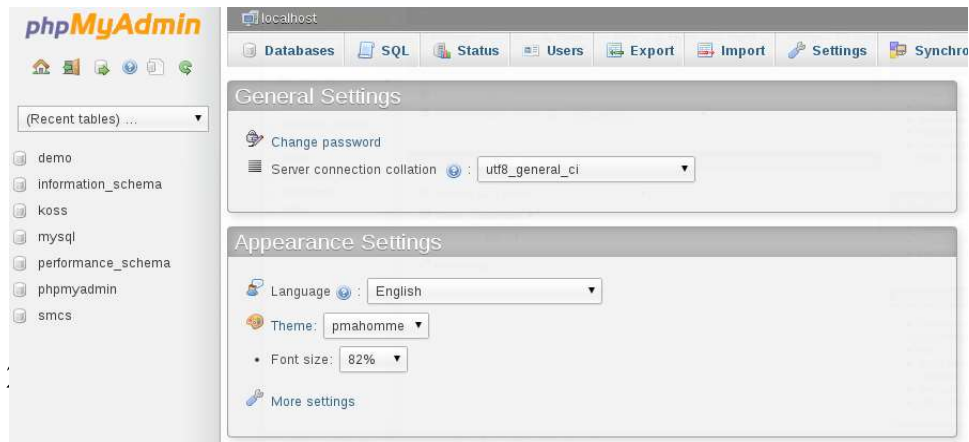 phpMyAdmin
(Recent tables) ...
demo
information_schema
koss
mysql
performance_schema
phpmyadmin
smcs
localhost
Databases SQL Status Users Export Import Settings Synchro
General Settings
Change password
Server connection collation : utf8_general_ci
Appearance Settings
Language : English
Theme: pmahomme
• Font size: 82%
More settings